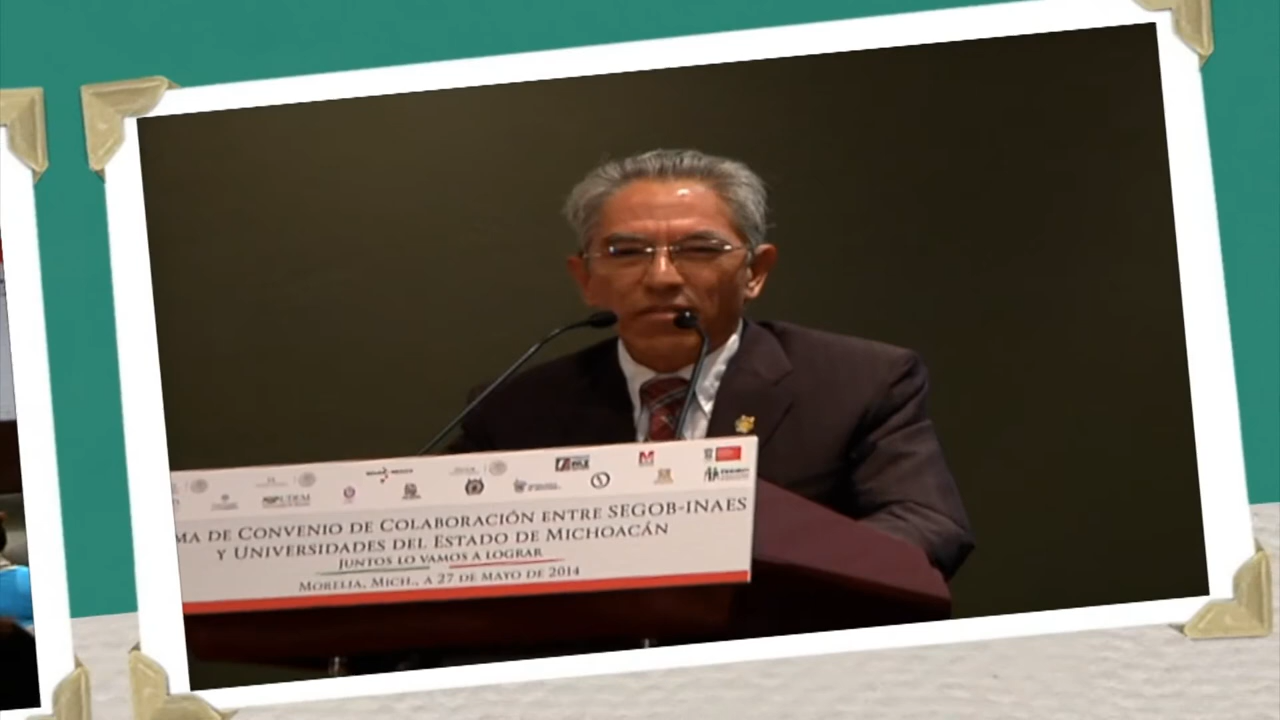 UDEM
MA DE CONVENIO DE COLABORACIÓN ENTRE SEGOB-INAES
Y UNIVERSIDADES DEL ESTADO DE MICHOACÁN
JUNTOS LO VAMOS A LOGRAR
MORELIA, MICH., A 27 DE MAYO DE 2014